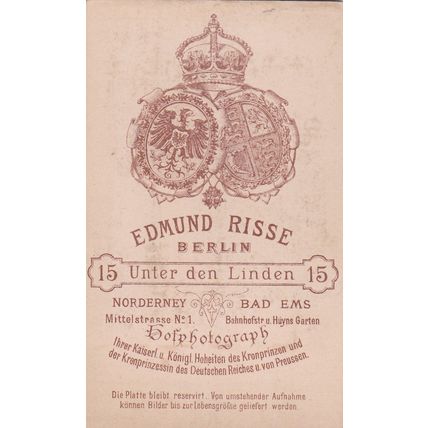 EDMUND RISSE
BERLIN
15 Unter den Linden 15
NORDERNEY BAD EMS
Mittelstrasse No 1. Bahnhofstr u. Huyns Garten
Hofphotograph
Ihrer Kaiserl. u. Königl. Hoheiten des Kronprinzen und
der Kronprinzessin des Deutschen Reiches u. von Preussen.
Die Platte bleibt reservirt. Von umstehender Aufnahme
können Bilder bis zur Lebensgröße geliefert werden.